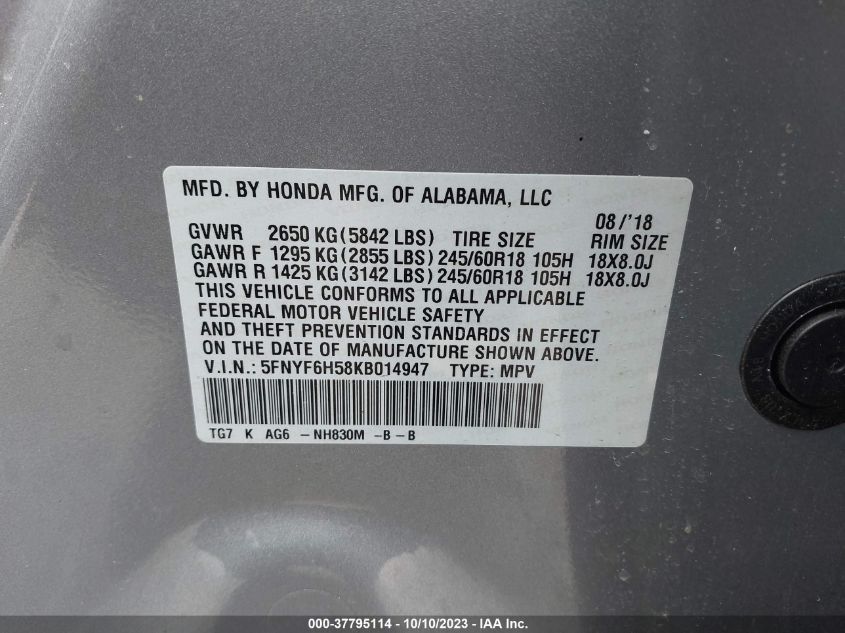 MFD. BY HONDA MFG. OF ALABAMA, LLC
08/'18
GVWR 2650 KG(5842 LBS) TIRE SIZE RIM SIZE
GAWR F 1295 KG(2855 LBS) 245/60R18 105H 18X8.0J
GAWR R 1425 KG(3142 LBS) 245/60R18 105H 18X8.0J
THIS VEHICLE CONFORMS TO ALL APPLICABLE
FEDERAL MOTOR VEHICLE SAFETY
AND THEFT PREVENTION STANDARDS IN EFFECT
ON THE DATE OF MANUFACTURE SHOWN ABOVE.
V.I.N.: 5FNYF6H58KB014947 TYPE: MPV
TG7 K AG6 -NH830M -B-B
000-37795114 - 10/10/2023 - IAA Inc.